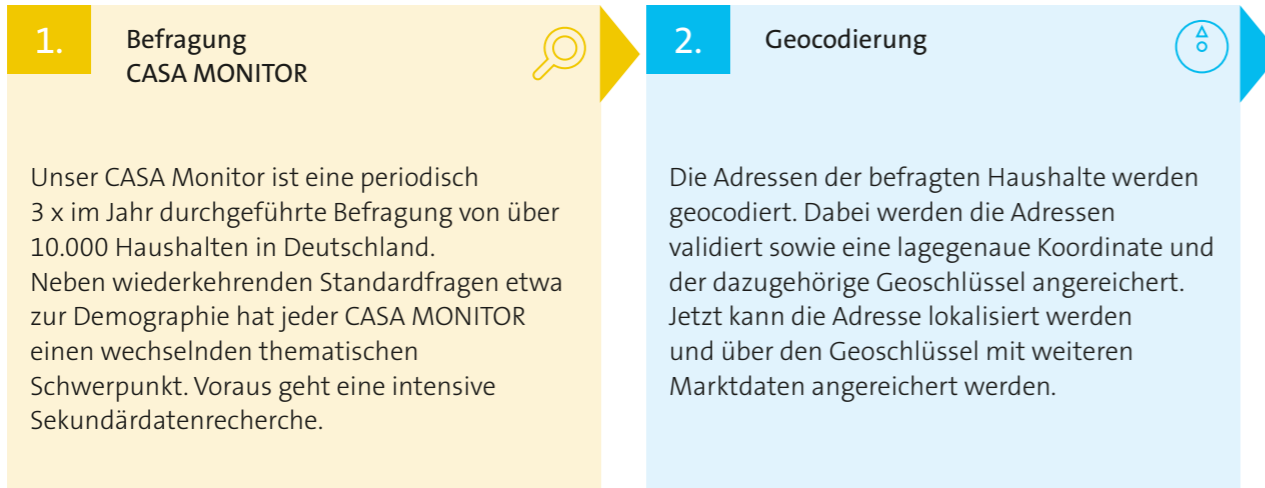 1.
Befragung
CASA MONITOR
Unser CASA Monitor ist eine periodisch
3 x im Jahr durchgeführte Befragung von über
10.000 Haushalten in Deutschland.
Neben wiederkehrenden Standardfragen etwa
zur Demographie hat jeder CASA MONITOR
einen wechselnden thematischen
Schwerpunkt. Voraus geht eine intensive
Sekundärdatenrecherche.
2.
Geocodierung
Die Adressen der befragten Haushalte werden
geocodiert. Dabei werden die Adressen
validiert sowie eine lagegenaue Koordinate und
der dazugehörige Geoschlüssel angereichert.
Jetzt kann die Adresse lokalisiert werden
und über den Geoschlüssel mit weiteren
Marktdaten angereichert werden.